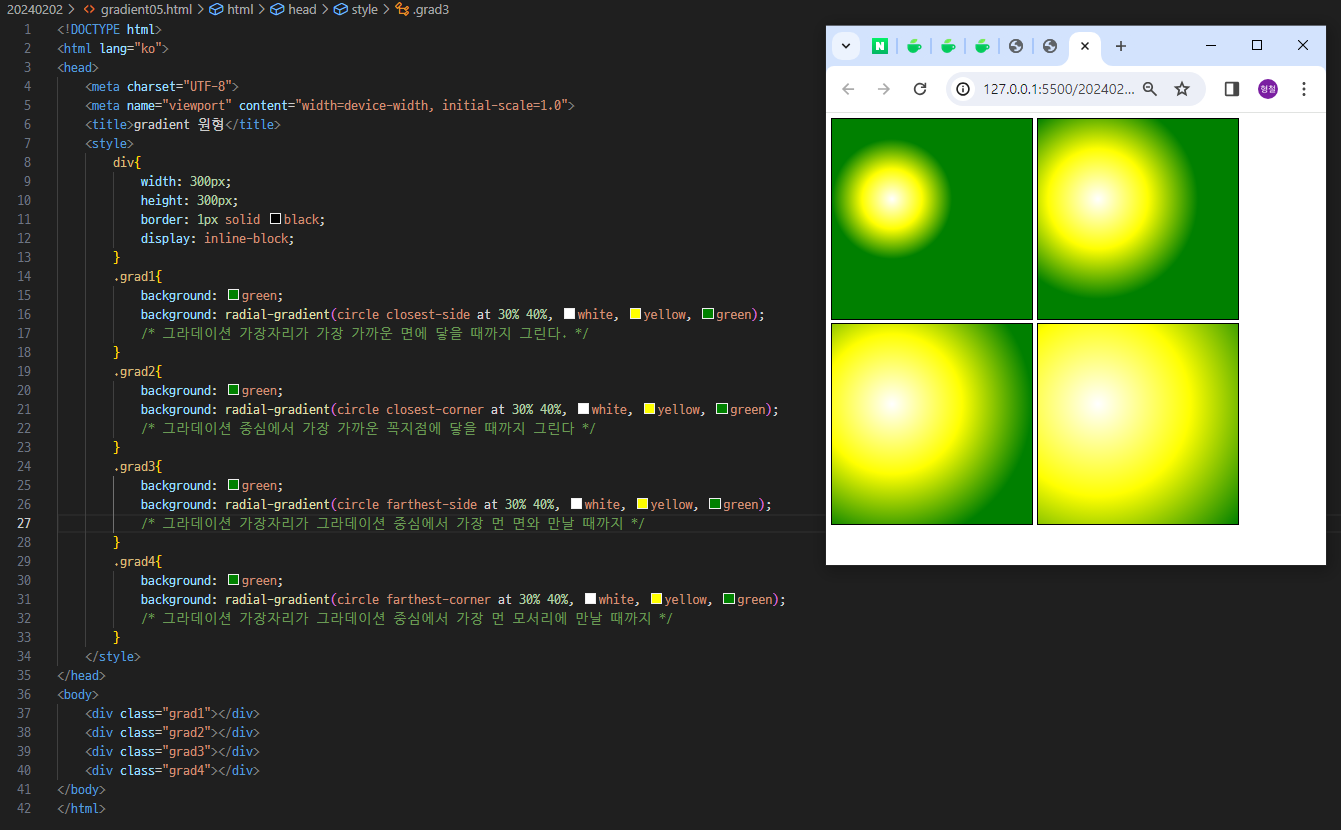 20240202 > <> gradient05.html > html > head > style > .grad3
1 <!DOCTYPE html>
2 <html lang="ko">
3 <head>
4 <meta charset="UTF-8">
5 <meta name="viewport" content="width=device-width, initial-scale=1.0">
6 <title>gradient 원형</title>
7 <style>
8 div{
9 width: 300px;
10 height: 300px;
11 border: 1px solid black;
12 display: inline-block;
13 }
14 .grad1{
15 background: green;
16 background: radial-gradient(circle closest-side at 30% 40%, white, yellow, green);
17 /* 그라데이션 가장자리가 가장 가까운 면에 닿을 때까지 그린다. */
18 }
19 .grad2{
20 background: green;
21 background: radial-gradient(circle closest-corner at 30% 40%, white, yellow, green);
22 /* 그라데이션 중심에서 가장 가까운 꼭지점에 닿을 때까지 그린다 */
23 }
24 .grad3{
25 background: green;
26 background: radial-gradient(circle farthest-side at 30% 40%, white, yellow, green);
27 /* 그라데이션 가장자리가 그라데이션 중심에서 가장 먼 면와 만날 때까지 */
28 }
29 .grad4{
30 background: green;
31 background: radial-gradient(circle farthest-corner at 30% 40%, white, yellow, green);
32 /* 그라데이션 가장자리가 그라데이션 중심에서 가장 먼 모서리에 만날 때까지 */
33 }
34 </style>
35 </head>
36 <body>
37 <div class="grad1"></div>
38 <div class="grad2"></div>
39 <div class="grad3"></div>
40 <div class="grad4"></div>
41 </body>
42 </html>
N
127.0.0.1:5500/202402...
형철